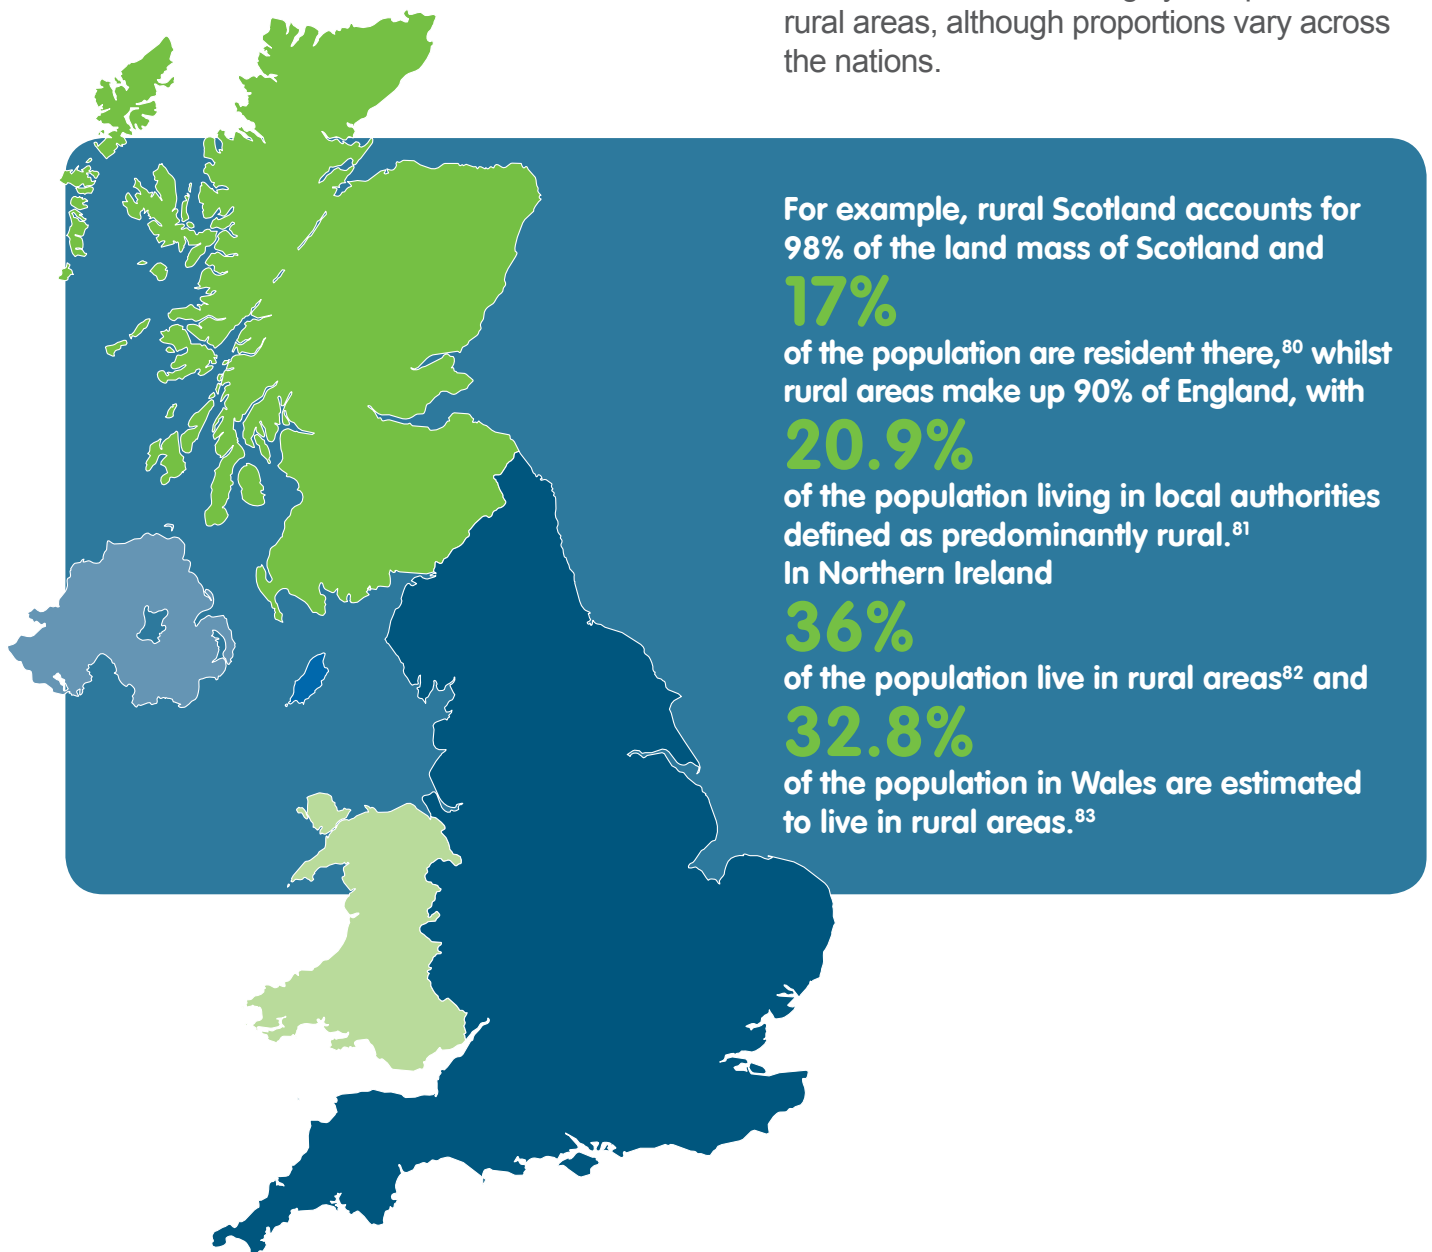 rural areas, although proportions vary across
the nations.
For example, rural Scotland accounts for
98% of the land mass of Scotland and
17%
of the population are resident there,80 whilst
rural areas make up 90% of England, with
20.9%
of the population living in local authorities
defined as predominantly rural.81
In Northern Ireland
36%
of the population live in rural areas82 and
32.8%
of the population in Wales are estimated
to live in rural areas.83